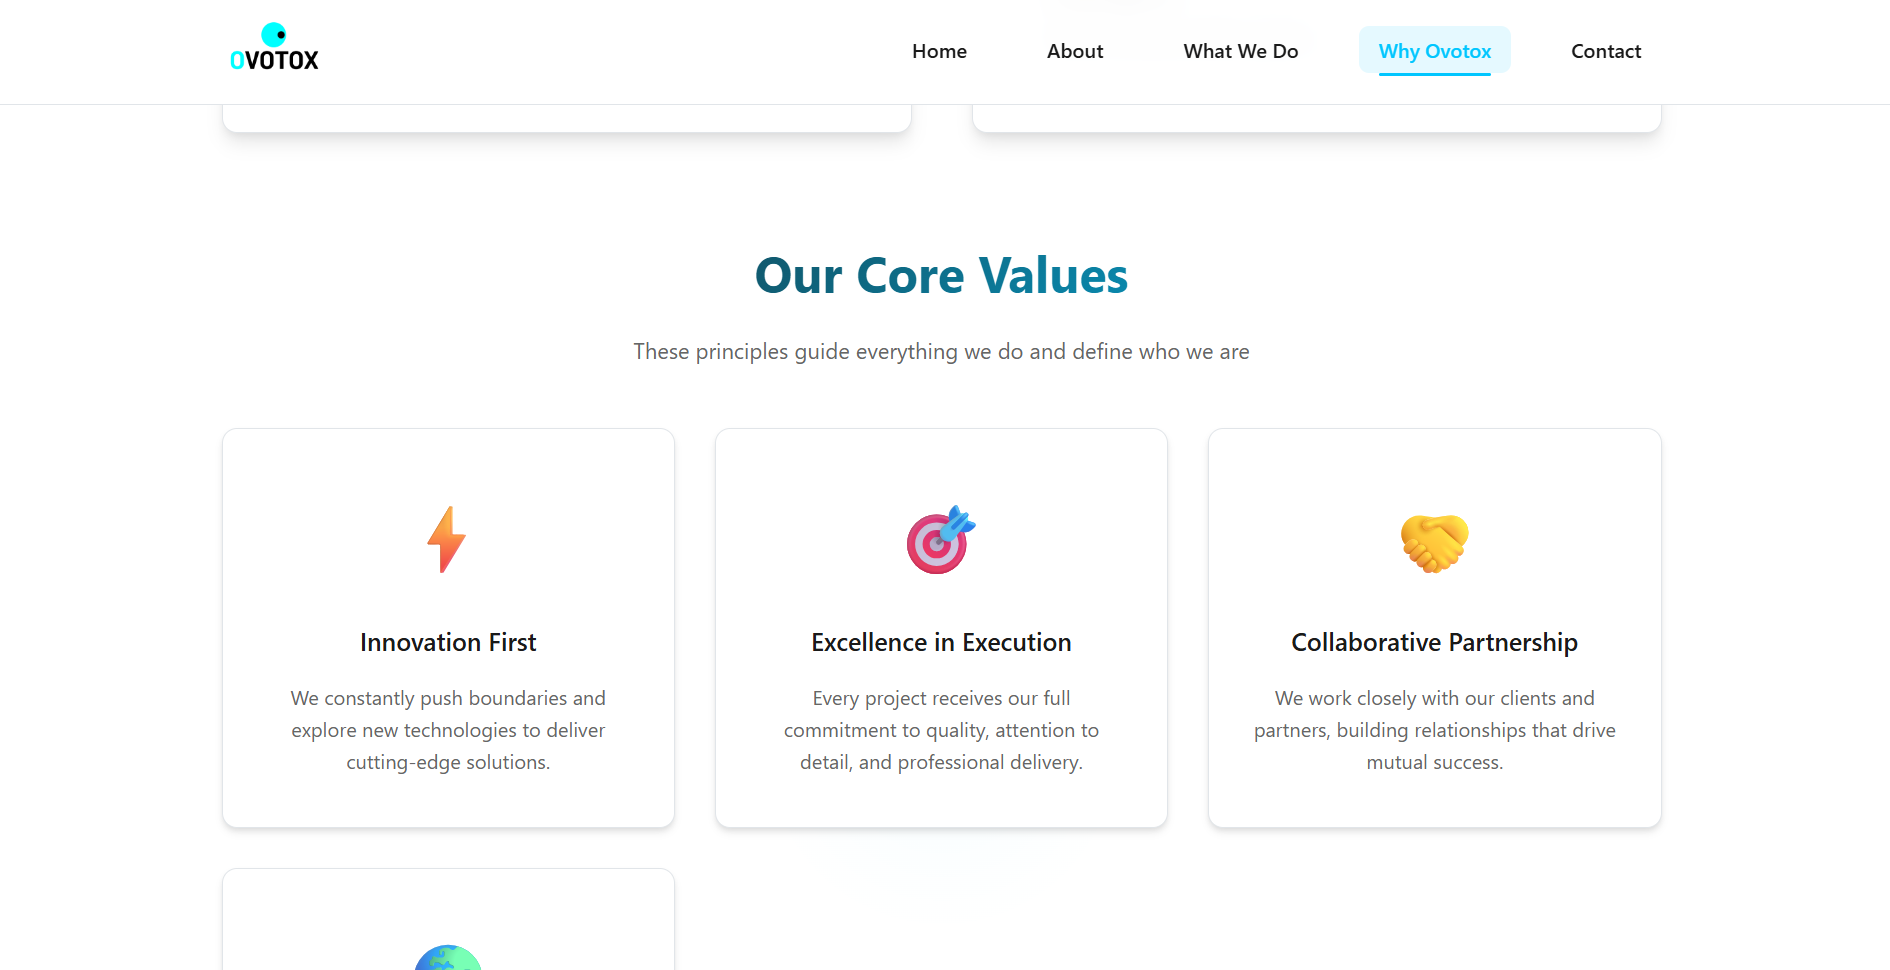 OVOTOX
Home
About
What We Do
Why Ovotox
Contact
Our Core Values
These principles guide everything we do and define who we are
Innovation First
We constantly push boundaries and
explore new technologies to deliver
cutting-edge solutions.
Excellence in Execution
Every project receives our full
commitment to quality, attention to
detail, and professional delivery.
Collaborative Partnership
We work closely with our clients and
partners, building relationships that drive
mutual success.